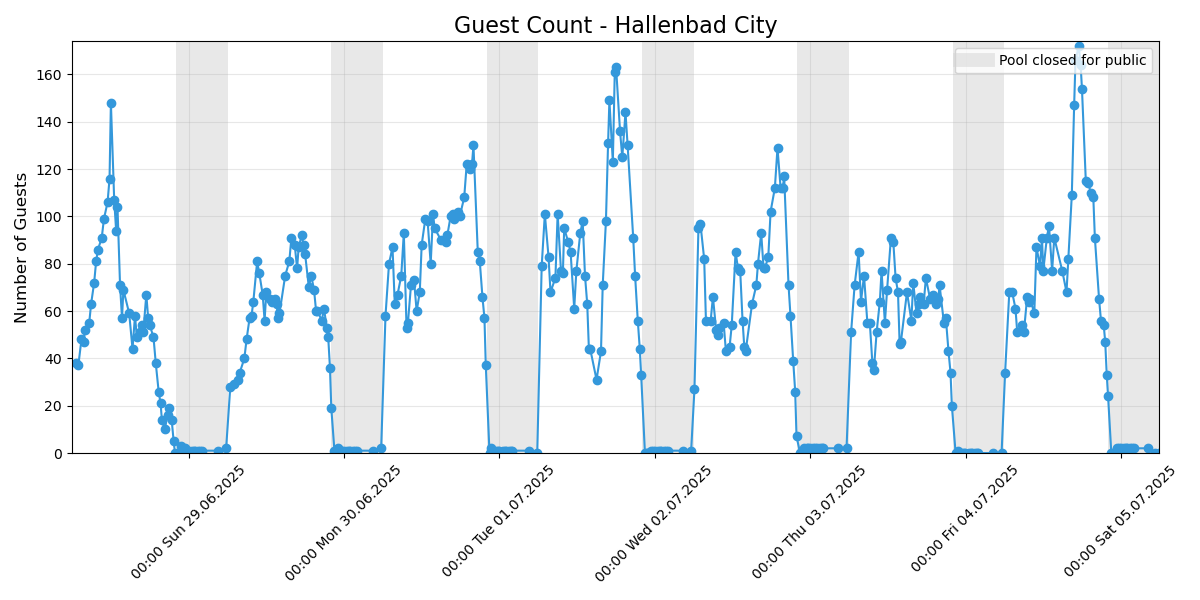 Guest Count - Hallenbad City
Pool closed for public
Number of Guests
160
140
120
100
80
60
40
20
0
00:00 Sun 29.06.2025
00:00 Mon 30.06.2025
00:00 Tue 01.07.2025
00:00 Wed 02.07.2025
00:00 Thu 03.07.2025
00:00 Fri 04.07.2025
00:00 Sat 05.07.2025